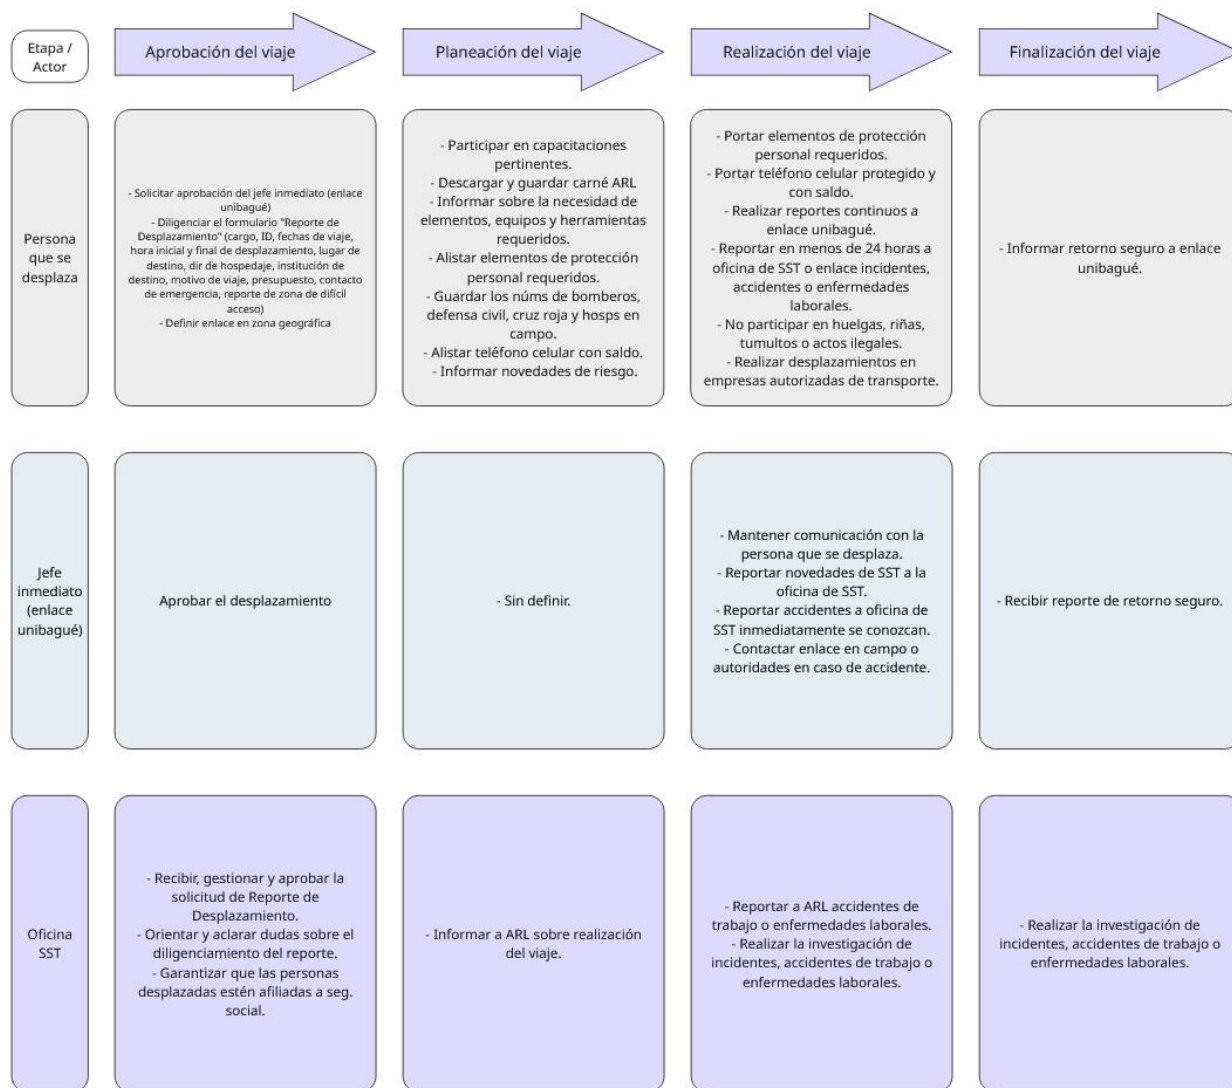 Etapa /
Actor
Aprobación del viaje
Planeación del viaje
Realización del viaje
Finalización del viaje
Persona
que se
desplaza
- Solicitar aprobación del jefe inmediato (enlace
unibagué)
- Diligenciar el formulario "Reporte de
Desplazamiento" (cargo, ID, fechas de viaje,
hora inicial y final de desplazamiento, lugar de
destino, dir de hospedaje, institución de
destino, motivo de viaje, presupuesto, contacto
de emergencia, reporte de zona de difícil
acceso)
- Definir enlace en zona geográfica
- Participar en capacitaciones
pertinentes.
- Descargar y guardar carné ARL
- Informar sobre la necesidad de
elementos, equipos y herramientas
requeridos.
- Alistar elementos de protección
personal requeridos.
- Guardar los núms de bomberos,
defensa civil, cruz roja y hosps en
campo.
- Alistar teléfono celular con saldo.
- Informar novedades de riesgo.
- Portar elementos de protección
personal requeridos.
- Portar teléfono celular protegido y
con saldo.
- Realizar reportes continuos a
enlace unibagué.
- Reportar en menos de 24 horas a
oficina de SST o enlace incidentes,
accidentes o enfermedades
laborales.
- No participar en huelgas, riñas,
tumultos o actos ilegales.
- Realizar desplazamientos en
empresas autorizadas de transporte.
- Informar retorno seguro a enlace
unibagué.
Jefe
inmediato
(enlace
unibagué)
Aprobar el desplazamiento
- Sin definir.
- Mantener comunicación con la
persona que se desplaza.
- Reportar novedades de SST a la
oficina de SST.
- Reportar accidentes a oficina de
SST inmediatamente se conozcan.
- Contactar enlace en campo o
autoridades en caso de accidente.
- Recibir reporte de retorno seguro.
Oficina
SST
- Recibir, gestionar y aprobar la
solicitud de Reporte de
Desplazamiento.
- Orientar y aclarar dudas sobre el
diligenciamiento del reporte.
- Garantizar que las personas
desplazadas estén afiliadas a seg.
social.
- Informar a ARL sobre realización
del viaje.
- Reportar a ARL accidentes de
trabajo o enfermedades laborales.
- Realizar la investigación de
incidentes, accidentes de trabajo o
enfermedades laborales.
- Realizar la investigación de
incidentes, accidentes de trabajo o
enfermedades laborales.